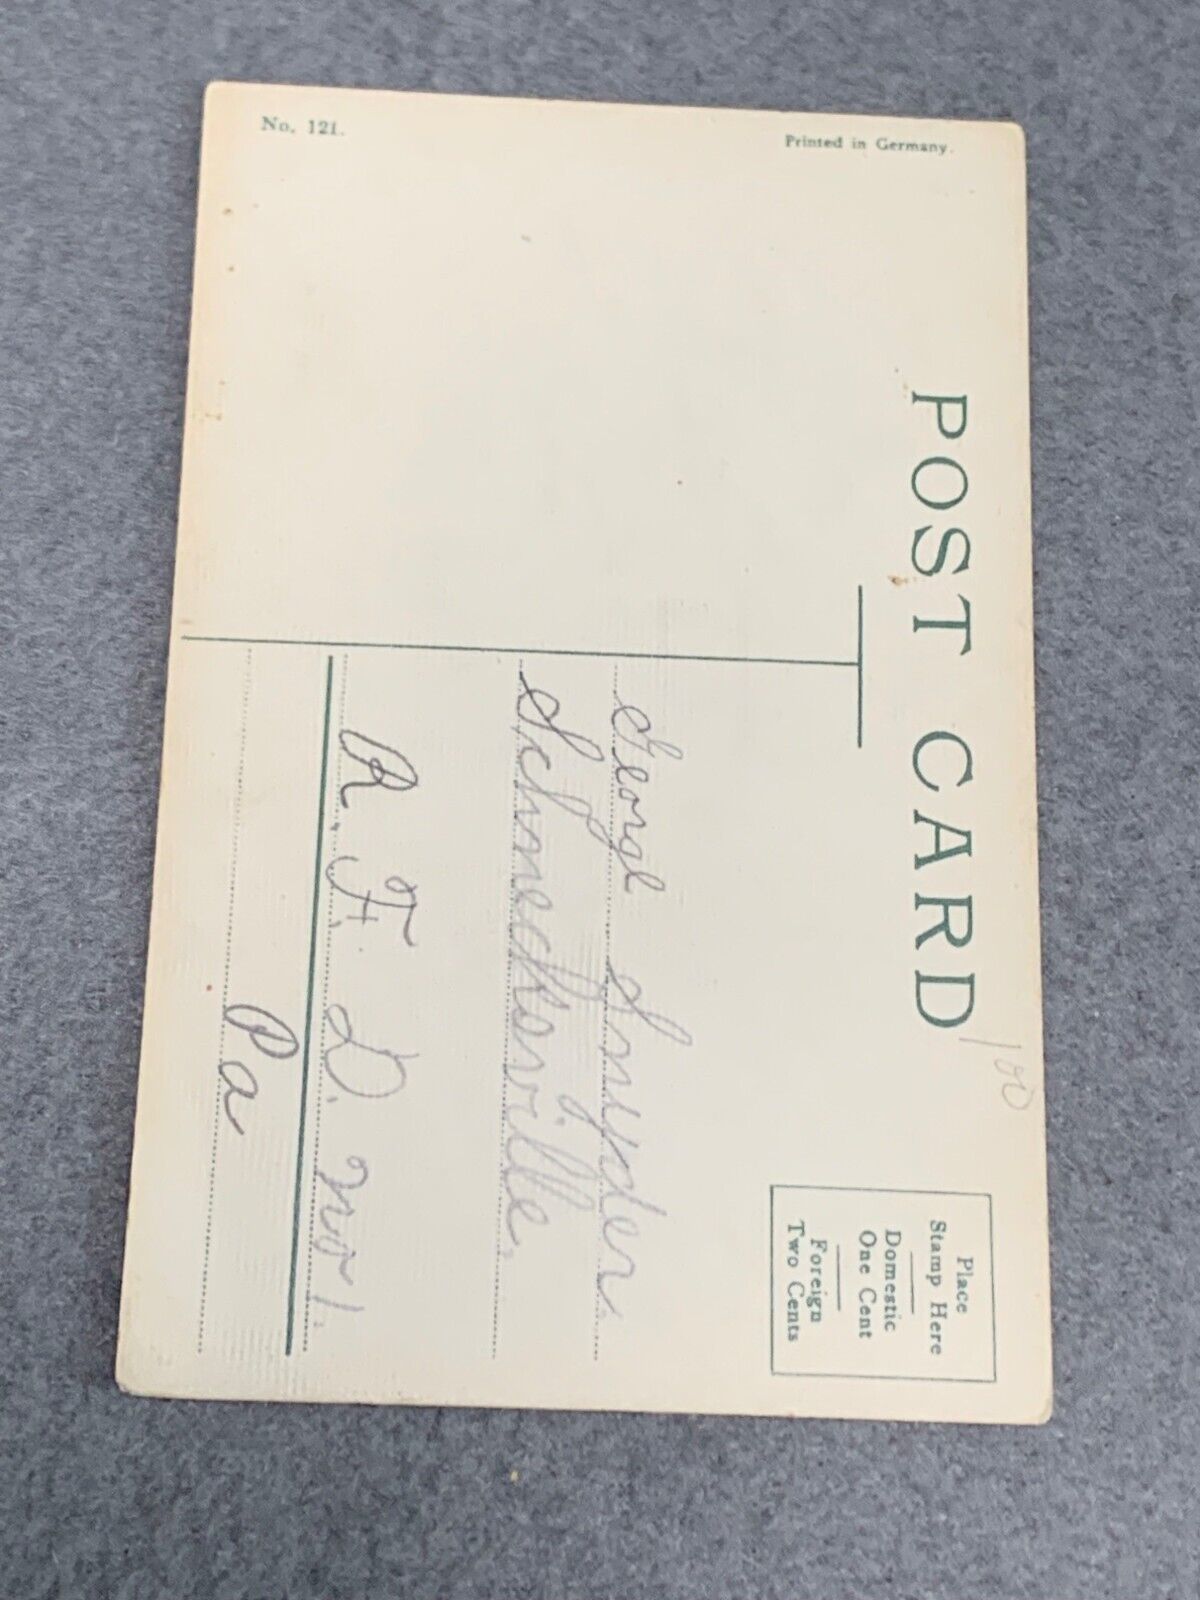 No. 121.
Printed in Germany.
POST CARD
100
Place
Stamp Here
Domestic
One Cent
Foreign
Two Cents
George Snyder
Schnecksville.
R. F. D. No 1.
Pa